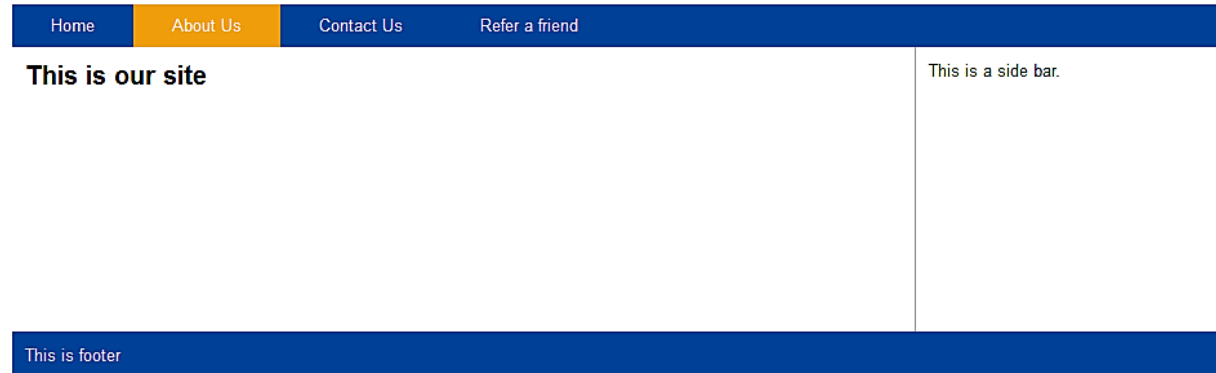 Home About Us Contact Us Refer a friend
This is our site
This is a side bar.
This is footer